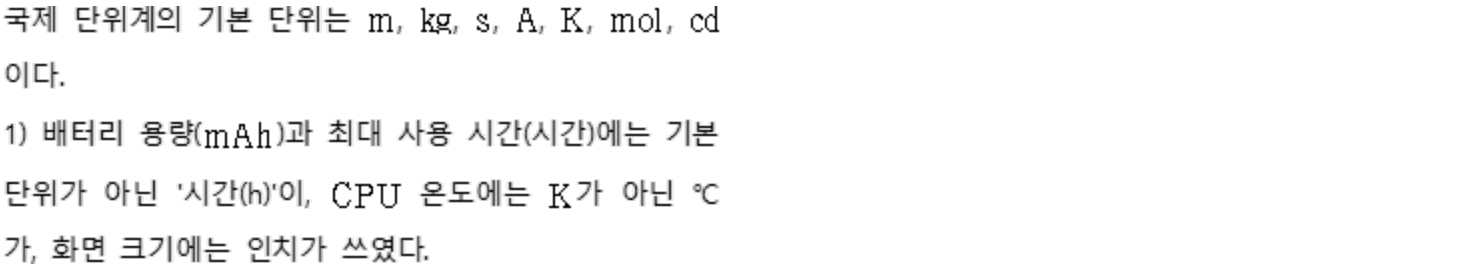 국제 단위계의 기본 단위는 m, kg, s, A, K, mol, cd
이다.
1) 배터리 용량(mAh)과 최대 사용 시간(시간)에는 기본
단위가 아닌 '시간(h)'이, CPU 온도에는 K가 아닌 ℃
가, 화면 크기에는 인치가 쓰였다.